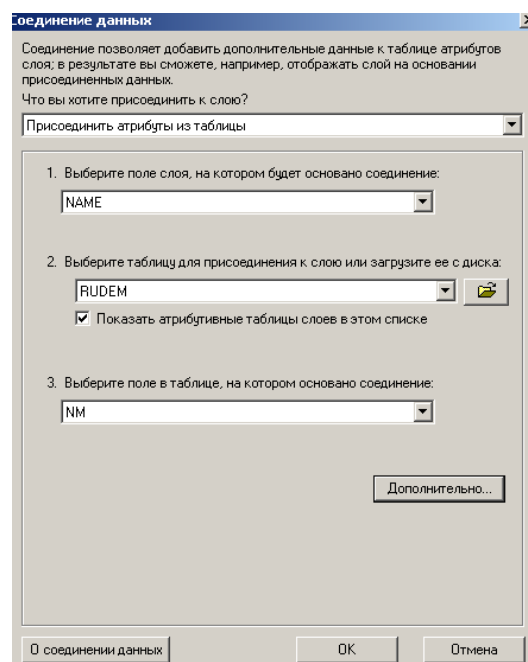 Соединение данных
Соединение позволяет добавить дополнительные данные к таблице атрибутов
слоя; в результате вы сможете, например, отображать слой на основании
присоединенных данных.
Что вы хотите присоединить к слою?
Присоединить атрибуты из таблицы
1. Выберите поле слоя, на котором будет основано соединение:
NAME
2. Выберите таблицу для присоединения к слою или загрузите ее с диска:
RUDEM
Показать атрибутивные таблицы слоев в этом списке
3. Выберите поле в таблице, на котором основано соединение:
NM
Дополнительно...
О соединении данных OK Отмена